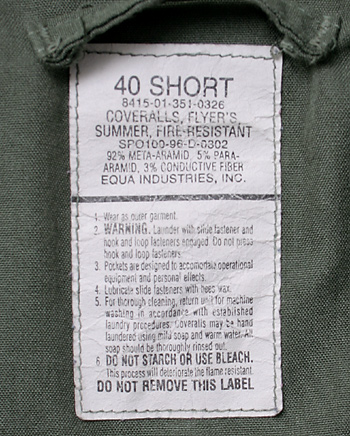 40 SHORT
8415-01-351-0326
COVERALLS, FLYER'S
SUMMER, FIRE-RESISTANT
SPO100-96-D-0302
92% META-ARAMID, 5% PARA-
ARAMID, 3% CONDUCTIVE FIBER
EQUA INDUSTRIES, INC.
1. Wear as outer garment.
2. WARNING. Launder with slide fastener and
hook and loop fasteners engaged. Do not press
hook and loop fasteners.
3. Pockets are designed to accomodate operational
equipment and personal effects.
4. Lubricate slide fasteners with bees wax.
5. For thorough cleaning, return unit for machine
washing in accordance with established
laundry procedures. Coveralls may be hand
laundered using mild soap and warm water. All
soap should be thoroughly rinsed out.
6. DO NOT STARCH OR USE BLEACH.
This process will deteriorate the flame resistant.
DO NOT REMOVE THIS LABEL